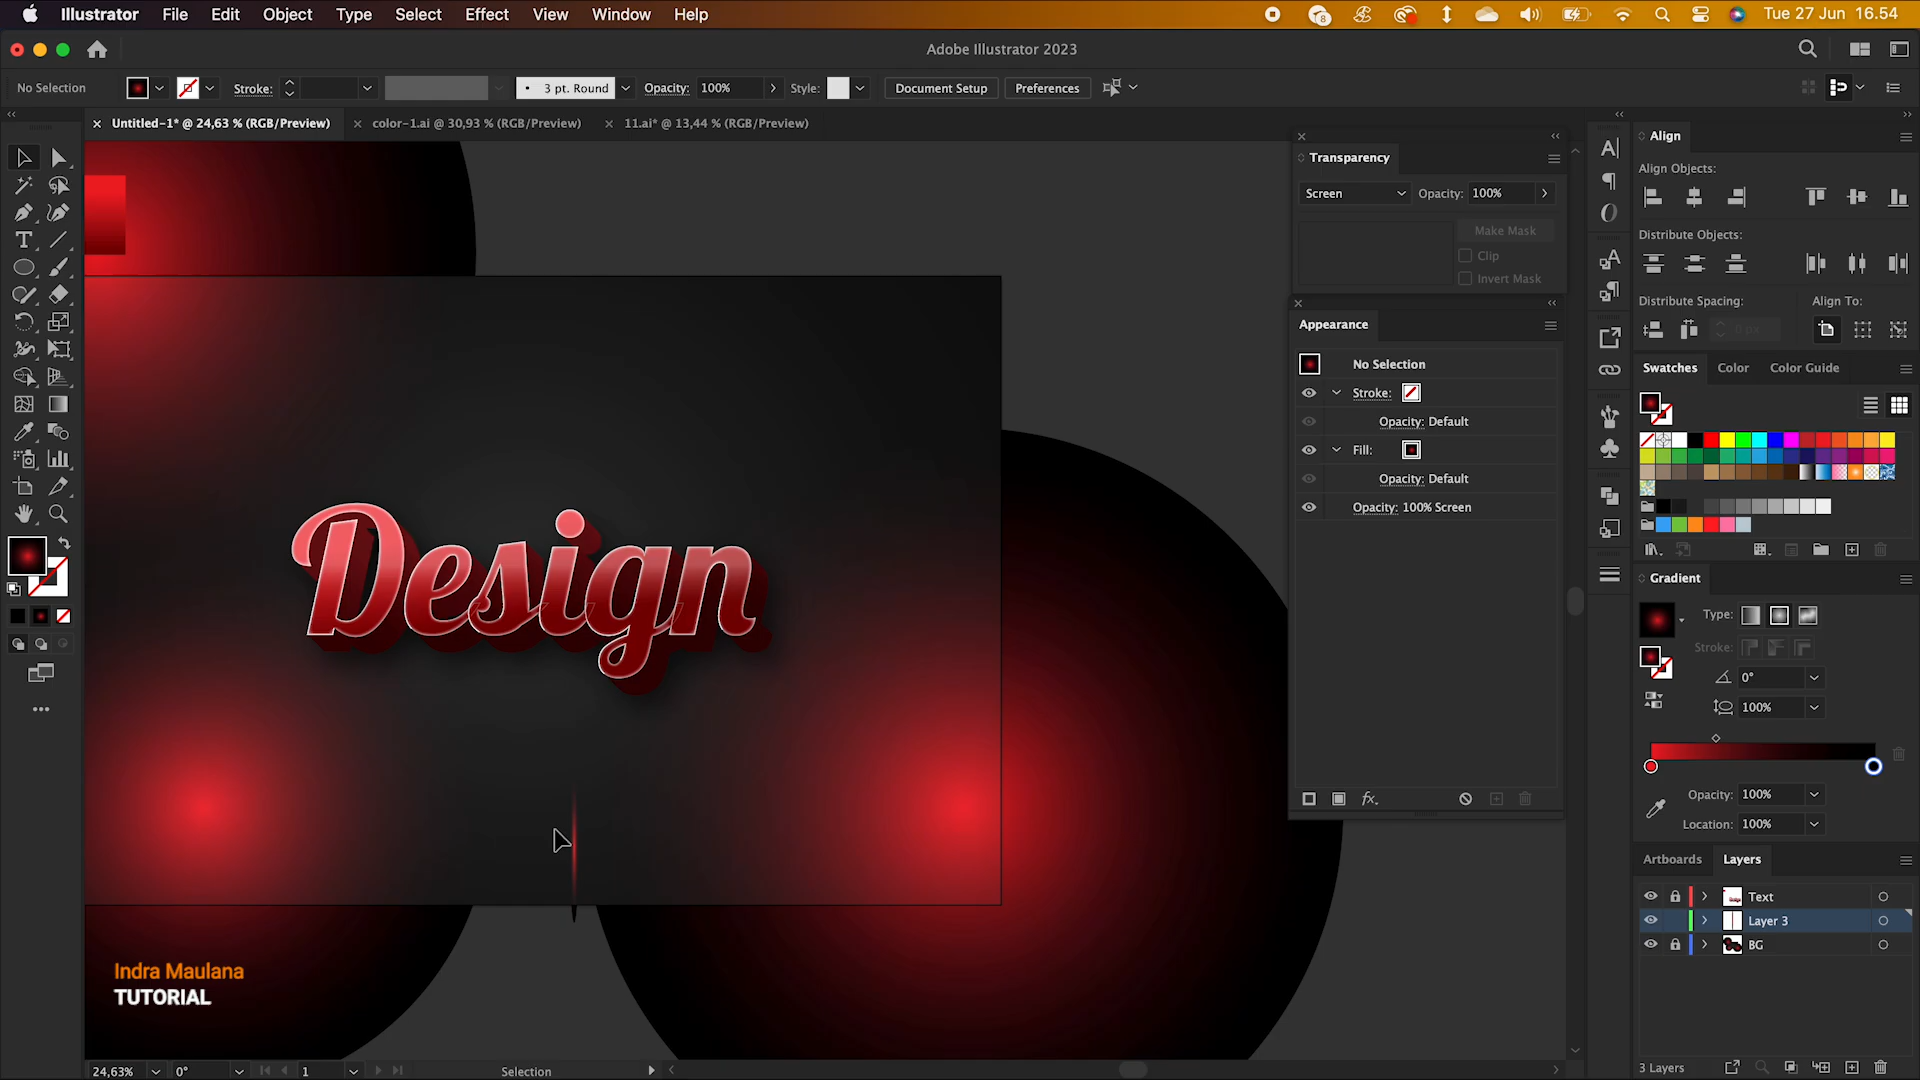 Illustrator File Edit Object Type Select Effect View Window Help
8
Tue 27 Jun 16.54
Adobe Illustrator 2023
No Selection
Stroke:
3 pt. Round
Opacity: 100%
Style:
Document Setup
Preferences
Untitled-1* @ 24,63 % (RGB/Preview)
color-1.ai @ 30,93 % (RGB/Preview)
11.ai* @ 13,44 % (RGB/Preview)
Transparency
Screen
Opacity: 100%
Make Mask
Clip
Invert Mask
Appearance
No Selection
Stroke:
Opacity: Default
Fill:
Opacity: Default
Opacity: 100% Screen
fx.
Align
Align Objects:
Distribute Objects:
Distribute Spacing:
Align To:
0 px
Swatches
Color
Color Guide
Gradient
Type:
Stroke:
0°
100%
Opacity: 100%
Location: 100%
Artboards
Layers
Text
Layer 3
BG
3 Layers
Design
Indra Maulana
TUTORIAL
24,63%
0°
1
Selection